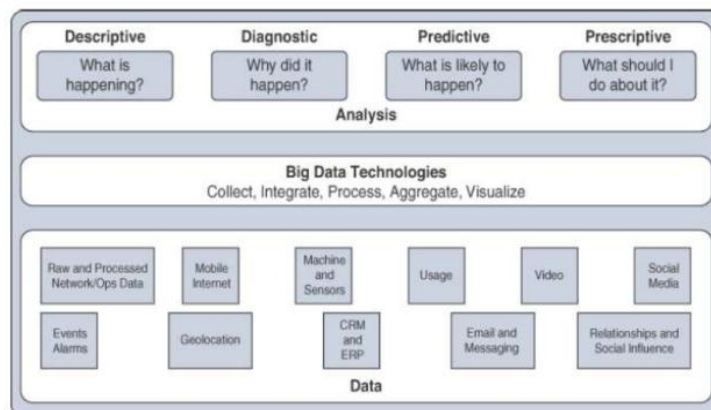 Descriptive
Diagnostic
Predictive
Prescriptive
What is
happening?
Why did it
happen?
What is likely to
happen?
What should I
do about it?
Analysis
Big Data Technologies
Collect, Integrate, Process, Aggregate, Visualize
Raw and Processed
Network/Ops Data
Mobile
Internet
Machine
and
Sensors
Usage
Video
Social
Media
Events
Alarms
Geolocation
CRM
and
ERP
Email and
Messaging
Relationships and
Social Influence
Data